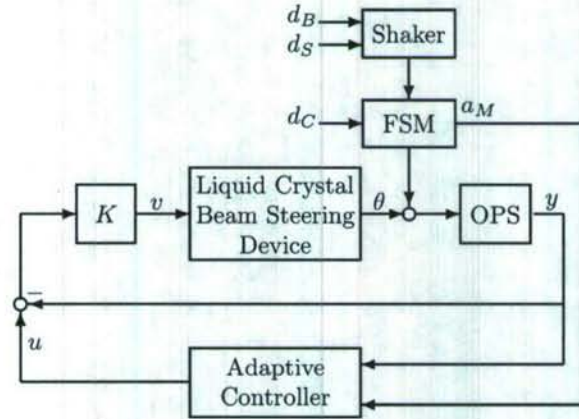 d_B
d_S
Shaker
d_C
FSM
a_M
K
v
Liquid Crystal
Beam Steering
Device
θ
OPS
y
−
u
Adaptive
Controller